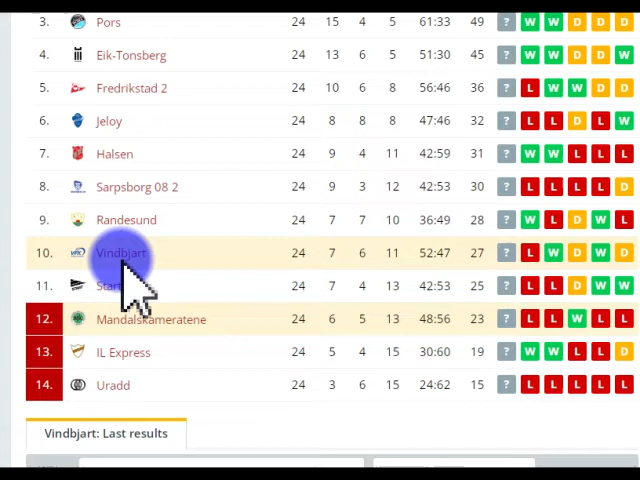 3. Pors 24 15 4 5 61:33 49 ? W W D D D
4. Eik-Tonsberg 24 13 6 5 51:30 45 ? W W D D W
5. Fredrikstad 2 24 10 6 8 56:46 36 ? L W W D D
6. Jeloy 24 8 8 8 47:46 32 ? L L D L W
7. Halsen 24 9 4 11 42:59 31 ? W W L L L
8. Sarpsborg 08 2 24 9 3 12 42:53 30 ? L L L L D
9. Randesund 24 7 7 10 36:49 28 ? W L D W L
10. Vindbjart 24 7 6 11 52:47 27 ? L W D W D
11. Start 24 7 4 13 42:53 25 ? L L D W W
12. Mandalskameratene 24 6 5 13 48:56 23 ? L L W L L
13. IL Express 24 5 4 15 30:60 19 ? W W L L D
14. Uradd 24 3 6 15 24:62 15 ? L L L L L
Vindbjart: Last results